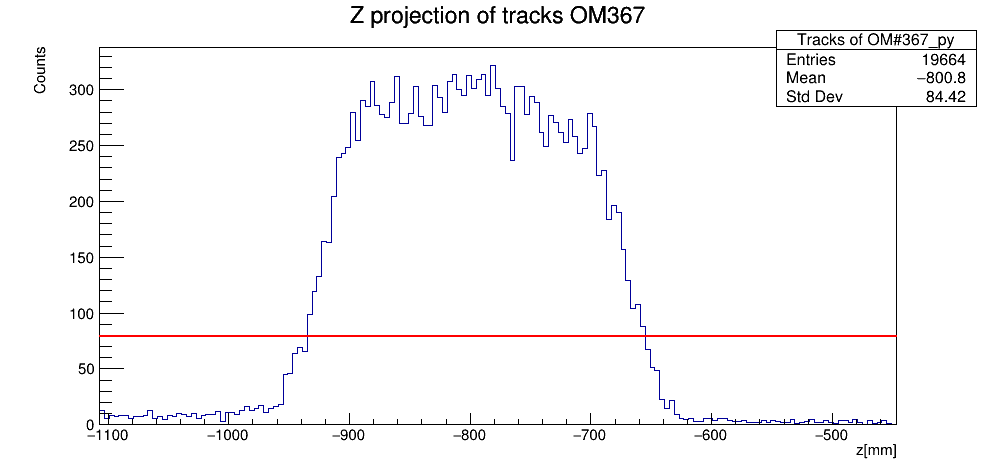 Z projection of tracks OM367
Tracks of OM#367_py
Entries 19664
Mean −800.8
Std Dev 84.42
Counts
300
250
200
150
100
50
0
−1100 −1000 −900 −800 −700 −600 −500
z[mm]